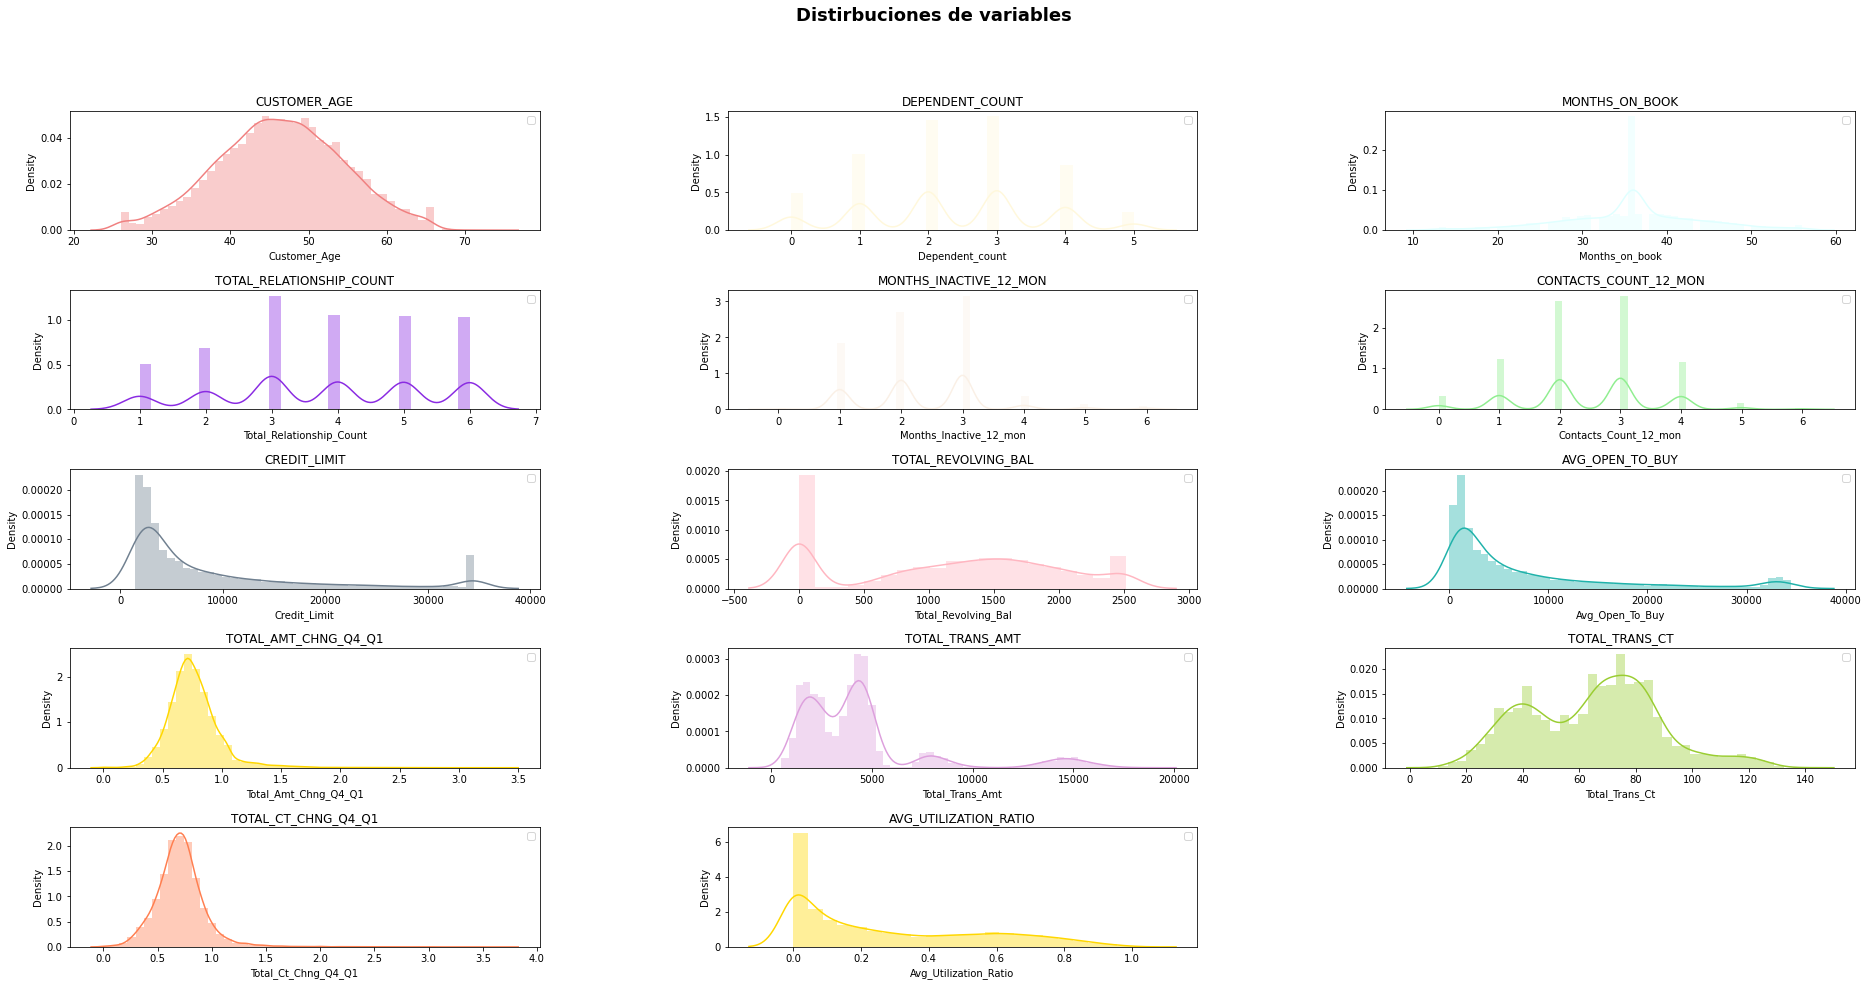 Distirbuciones de variables
CUSTOMER_AGE
Density
0.04
0.02
0.00
20 30 40 50 60 70
Customer_Age
DEPENDENT_COUNT
Density
1.5
1.0
0.5
0.0
0 1 2 3 4 5
Dependent_count
MONTHS_ON_BOOK
Density
0.2
0.1
0.0
10 20 30 40 50 60
Months_on_book
TOTAL_RELATIONSHIP_COUNT
Density
1.0
0.5
0.0
0 1 2 3 4 5 6 7
Total_Relationship_Count
MONTHS_INACTIVE_12_MON
Density
3
2
1
0
0 1 2 3 4 5 6
Months_Inactive_12_mon
CONTACTS_COUNT_12_MON
Density
2
1
0
0 1 2 3 4 5 6
Contacts_Count_12_mon
CREDIT_LIMIT
Density
0.00020
0.00015
0.00010
0.00005
0.00000
0 10000 20000 30000 40000
Credit_Limit
TOTAL_REVOLVING_BAL
Density
0.0020
0.0015
0.0010
0.0005
0.0000
−500 0 500 1000 1500 2000 2500 3000
Total_Revolving_Bal
AVG_OPEN_TO_BUY
Density
0.00020
0.00015
0.00010
0.00005
0.00000
0 10000 20000 30000 40000
Avg_Open_To_Buy
TOTAL_AMT_CHNG_Q4_Q1
Density
2
1
0
0.0 0.5 1.0 1.5 2.0 2.5 3.0 3.5
Total_Amt_Chng_Q4_Q1
TOTAL_TRANS_AMT
Density
0.0003
0.0002
0.0001
0.0000
0 5000 10000 15000 20000
Total_Trans_Amt
TOTAL_TRANS_CT
Density
0.020
0.015
0.010
0.005
0.000
0 20 40 60 80 100 120 140
Total_Trans_Ct
TOTAL_CT_CHNG_Q4_Q1
Density
2.0
1.5
1.0
0.5
0.0
0.0 0.5 1.0 1.5 2.0 2.5 3.0 3.5 4.0
Total_Ct_Chng_Q4_Q1
AVG_UTILIZATION_RATIO
Density
6
4
2
0
0.0 0.2 0.4 0.6 0.8 1.0
Avg_Utilization_Ratio